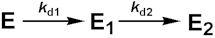 E —kd1→ E1 —kd2→ E2